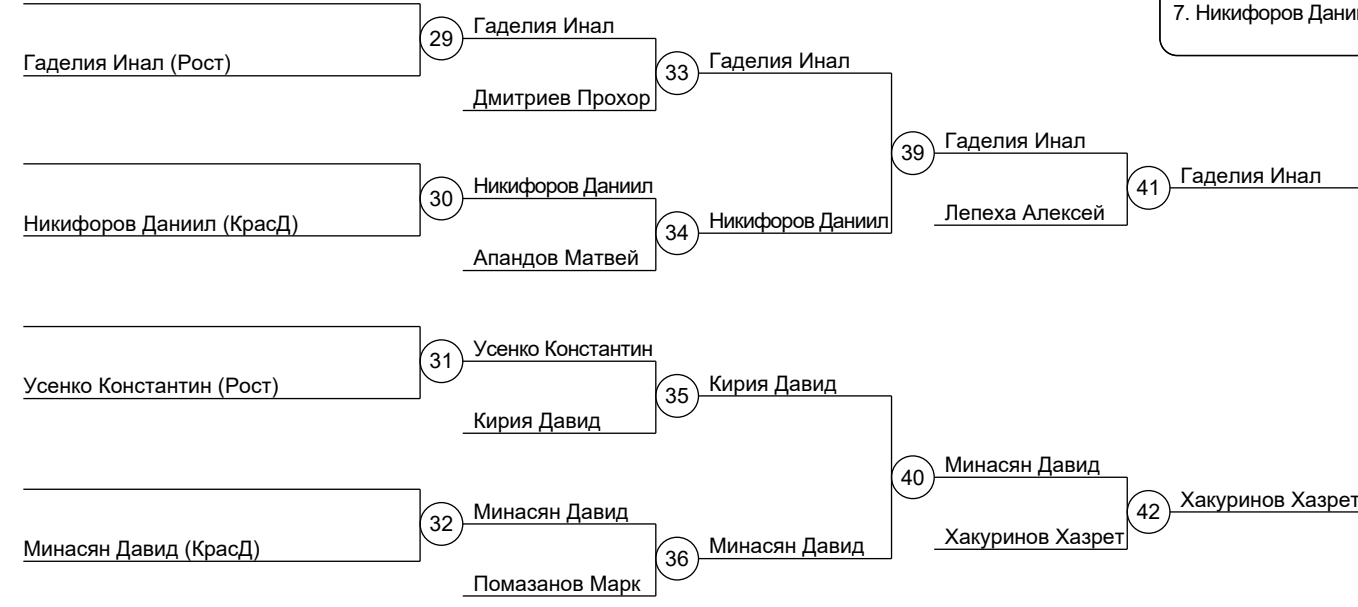 7. Никифоров Дани
29
Гаделия Инал
Гаделия Инал (Рост)
33
Гаделия Инал
Дмитриев Прохор
39
Гаделия Инал
30
Никифоров Даниил
Никифоров Даниил (КрасД)
34
Никифоров Даниил
Апандов Матвей
41
Гаделия Инал
Лепеха Алексей
31
Усенко Константин
Усенко Константин (Рост)
35
Кирия Давид
Кирия Давид
40
Минасян Давид
32
Минасян Давид
Минасян Давид (КрасД)
36
Минасян Давид
Помазанов Марк
42
Хакуринов Хазрет
Хакуринов Хазрет